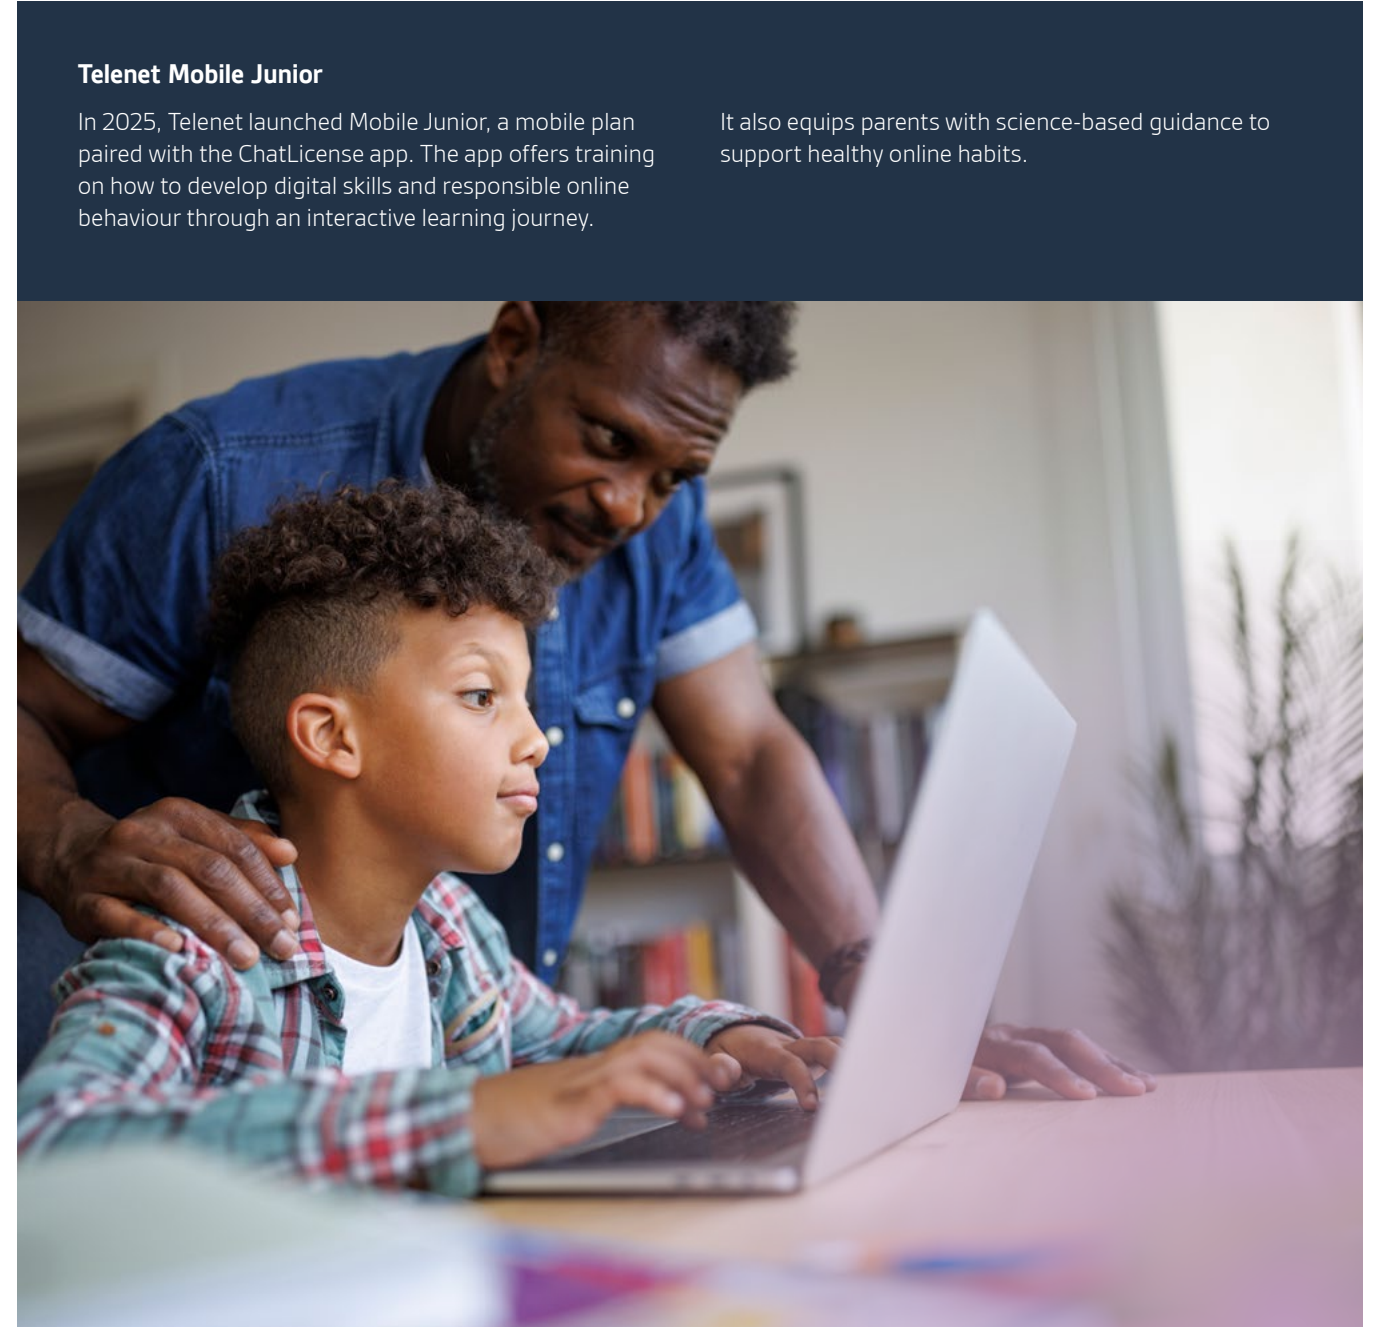 Telenet Mobile Junior
In 2025, Telenet launched Mobile Junior, a mobile plan
paired with the ChatLicense app. The app offers training
on how to develop digital skills and responsible online
behaviour through an interactive learning journey.
It also equips parents with science-based guidance to
support healthy online habits.